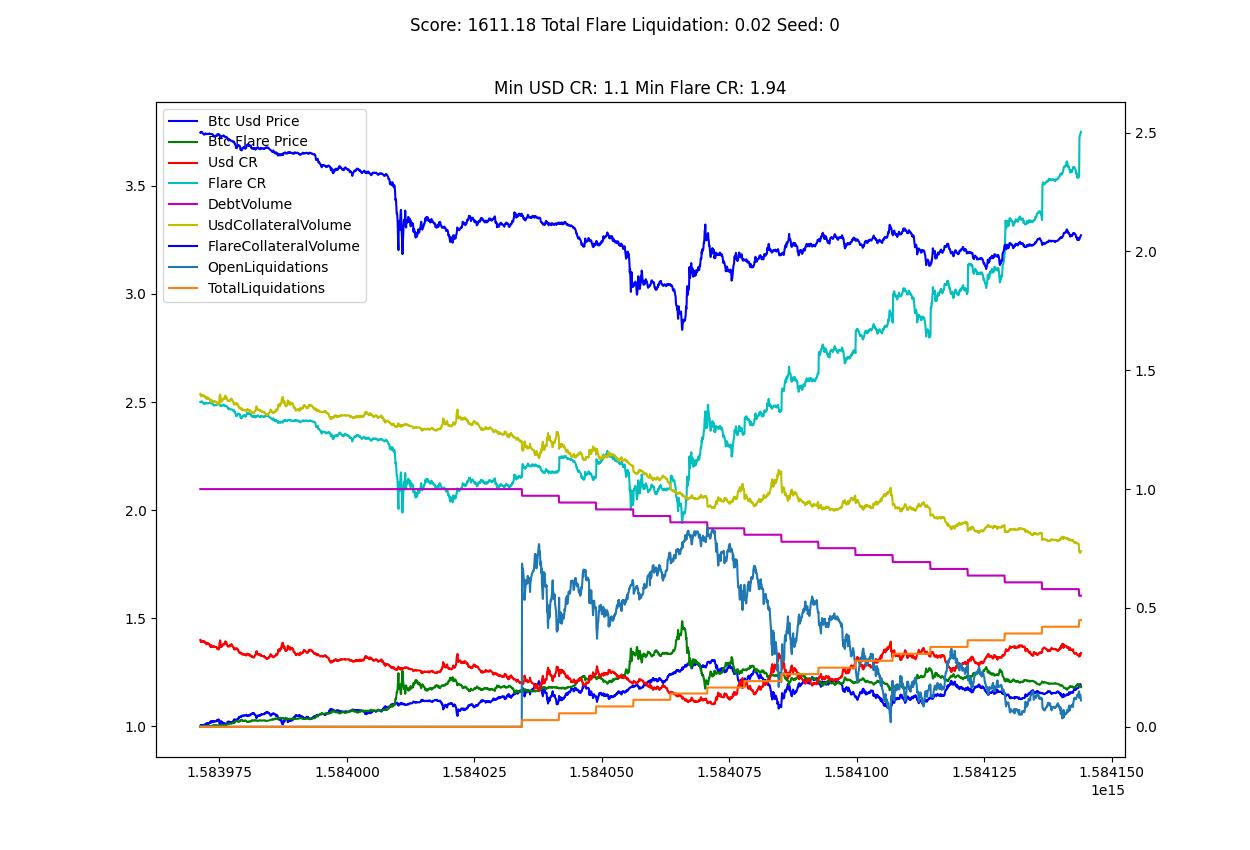 Score: 1611.18 Total Flare Liquidation: 0.02 Seed: 0
Min USD CR: 1.1 Min Flare CR: 1.94
Btc Usd Price
Btc Flare Price
Usd CR
Flare CR
DebtVolume
UsdCollateralVolume
FlareCollateralVolume
OpenLiquidations
TotalLiquidations
3.5
3.0
2.5
2.0
1.5
1.0
2.5
2.0
1.5
1.0
0.5
0.0
1.583975 1.584000 1.584025 1.584050 1.584075 1.584100 1.584125 1.584150
1e15